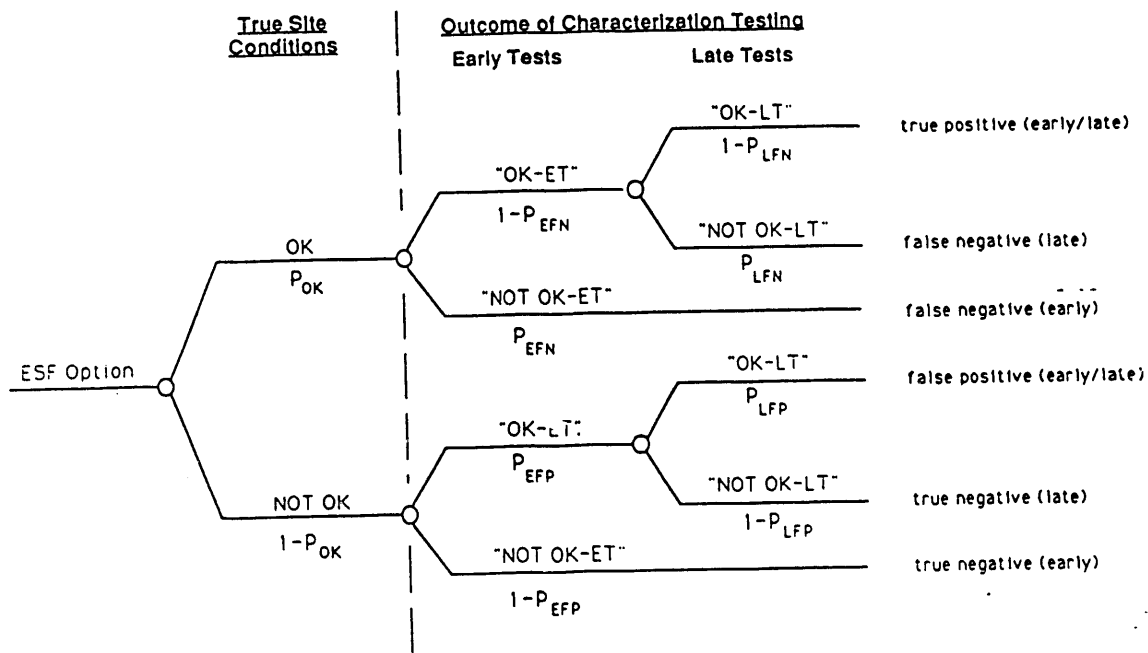 True Site Conditions
Outcome of Characterization Testing
Early Tests
Late Tests
"OK-LT"
1-P_LFN
true positive (early/late)
"OK-ET"
1-P_EFN
"NOT OK-LT"
P_LFN
false negative (late)
OK
P_OK
"NOT OK-ET"
P_EFN
false negative (early)
ESF Option
"OK-LT"
P_LFP
false positive (early/late)
"OK-LT"
P_EFP
"NOT OK-LT"
1-P_LFP
true negative (late)
NOT OK
1-P_OK
"NOT OK-ET"
1-P_EFP
true negative (early)